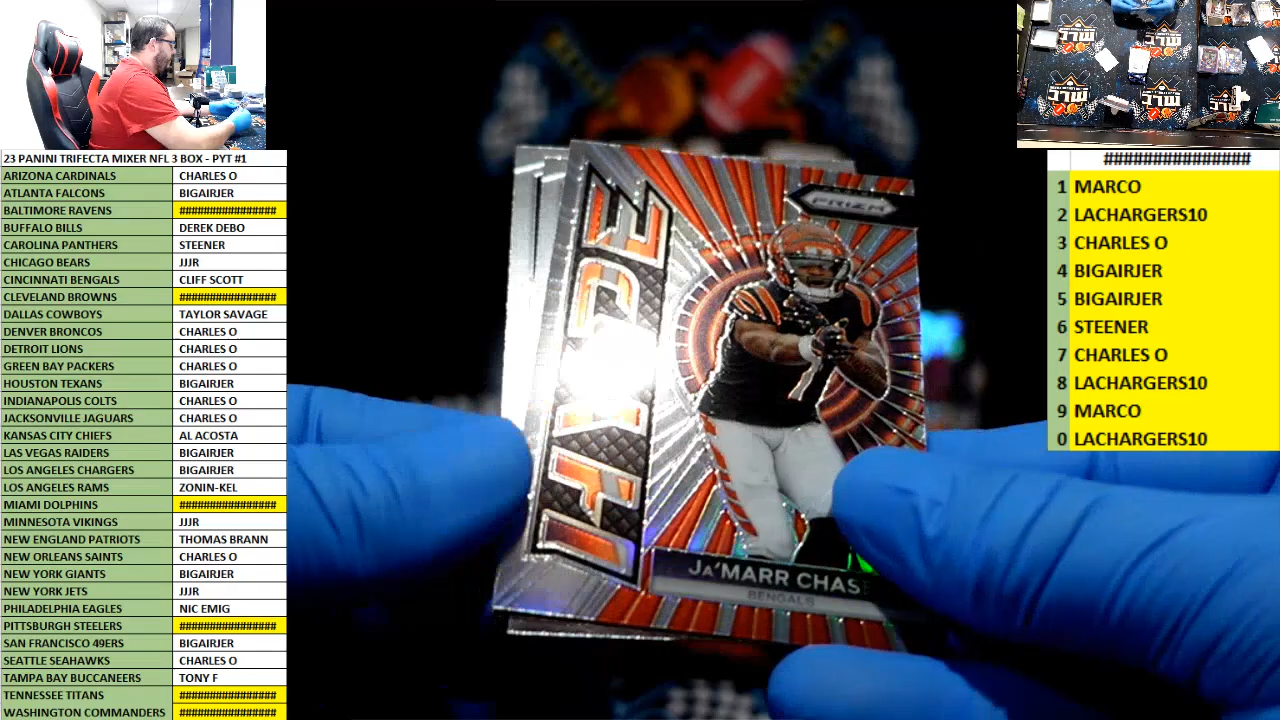 23 PANINI TRIFECTA MIXER NFL 3 BOX - PYT #1
ARIZONA CARDINALS CHARLES O
ATLANTA FALCONS BIGAIRJER
BALTIMORE RAVENS ################
BUFFALO BILLS DEREK DEBO
CAROLINA PANTHERS STEENER
CHICAGO BEARS JJJR
CINCINNATI BENGALS CLIFF SCOTT
CLEVELAND BROWNS ################
DALLAS COWBOYS TAYLOR SAVAGE
DENVER BRONCOS CHARLES O
DETROIT LIONS CHARLES O
GREEN BAY PACKERS CHARLES O
HOUSTON TEXANS BIGAIRJER
INDIANAPOLIS COLTS CHARLES O
JACKSONVILLE JAGUARS CHARLES O
KANSAS CITY CHIEFS AL ACOSTA
LAS VEGAS RAIDERS BIGAIRJER
LOS ANGELES CHARGERS BIGAIRJER
LOS ANGELES RAMS ZONIN-KEL
MIAMI DOLPHINS ################
MINNESOTA VIKINGS JJJR
NEW ENGLAND PATRIOTS THOMAS BRANN
NEW ORLEANS SAINTS CHARLES O
NEW YORK GIANTS BIGAIRJER
NEW YORK JETS JJJR
PHILADELPHIA EAGLES NIC EMIG
PITTSBURGH STEELERS ################
SAN FRANCISCO 49ERS BIGAIRJER
SEATTLE SEAHAWKS CHARLES O
TAMPA BAY BUCCANEERS TONY F
TENNESSEE TITANS ################
WASHINGTON COMMANDERS ################
PRIZM
JA'MARR CHAS
BENGALS
###############
1 MARCO
2 LACHARGERS10
3 CHARLES O
4 BIGAIRJER
5 BIGAIRJER
6 STEENER
7 CHARLES O
8 LACHARGERS10
9 MARCO
0 LACHARGERS10